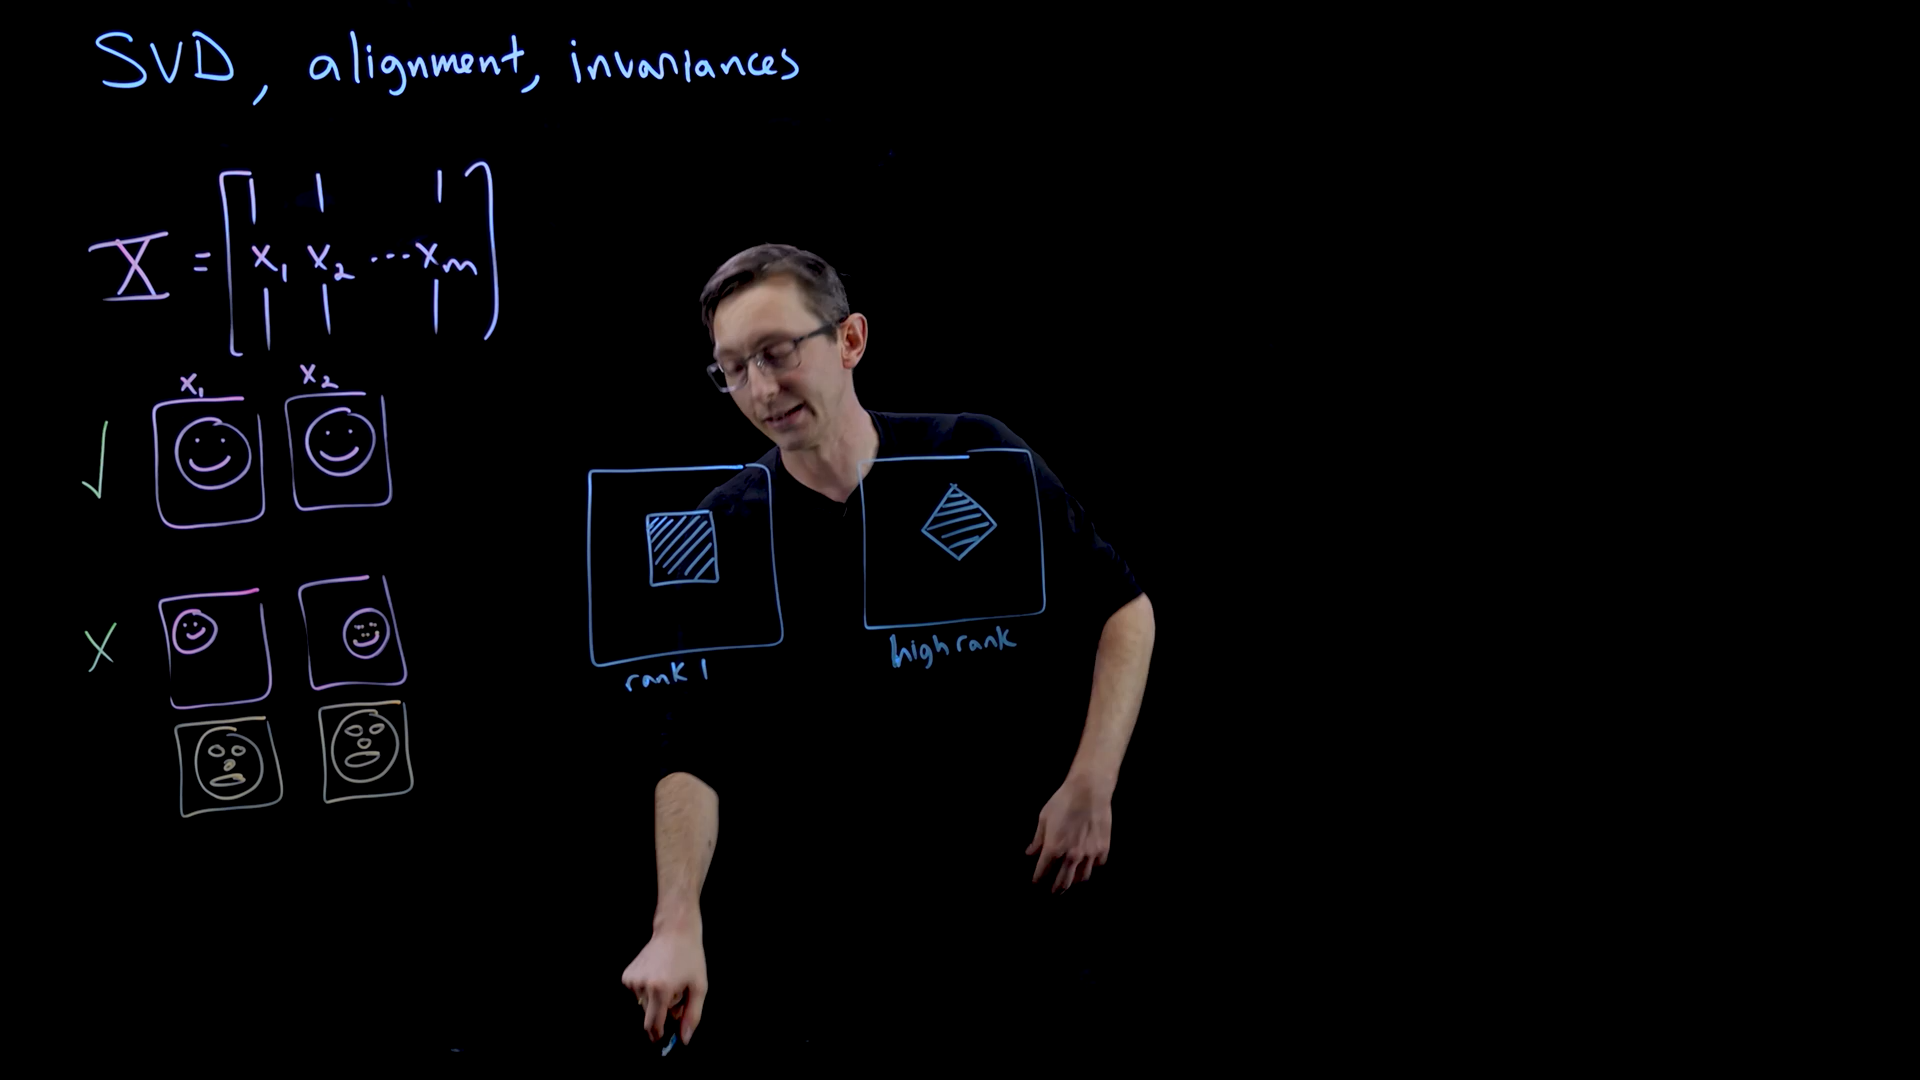 SVD, alignment, invariances
X = [x₁ x₂ ... xₘ]
x₁ x₂
✓
X
rank 1
high rank